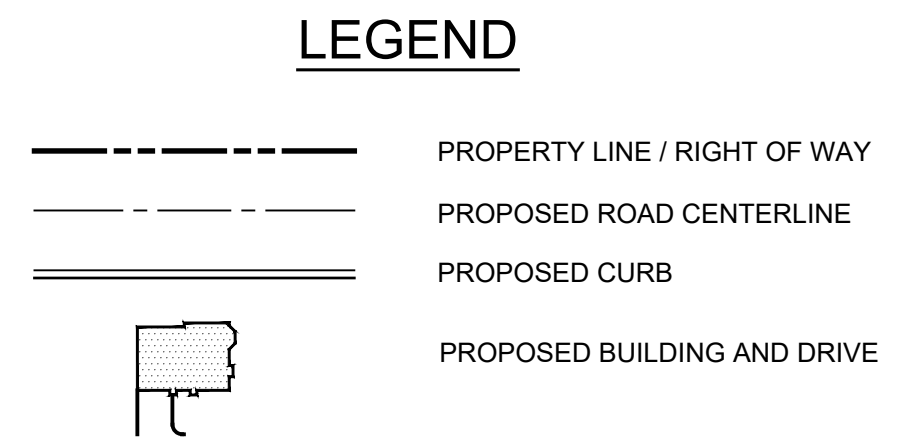 LEGEND
PROPERTY LINE / RIGHT OF WAY
PROPOSED ROAD CENTERLINE
PROPOSED CURB
PROPOSED BUILDING AND DRIVE